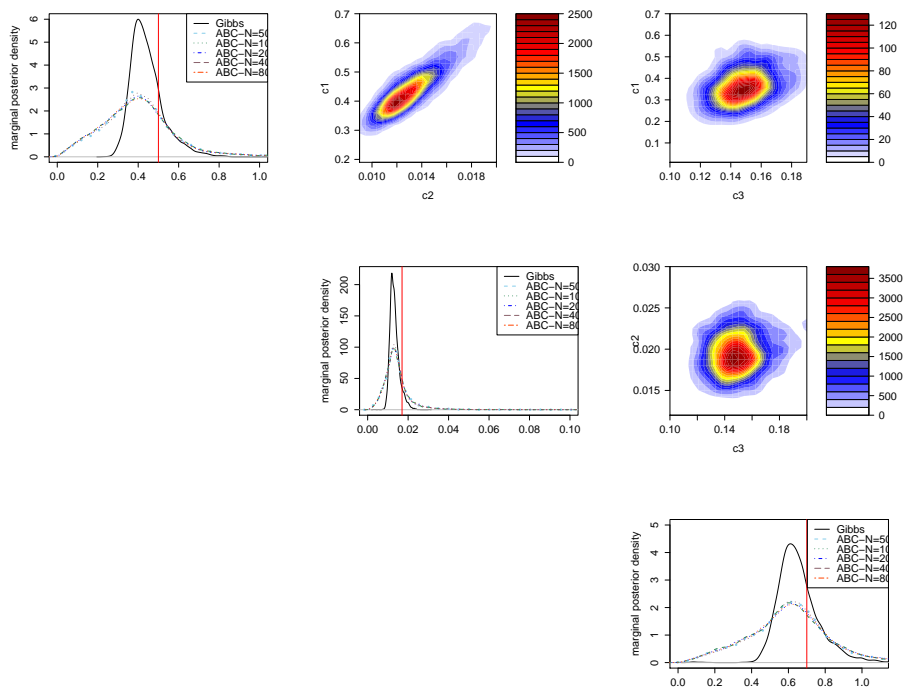 marginal posterior density
0 1 2 3 4 5 6
0.0 0.2 0.4 0.6 0.8 1.0
Gibbs
ABC−N=50
ABC−N=10
ABC−N=20
ABC−N=40
ABC−N=80
c1
0.2 0.3 0.4 0.5 0.6 0.7
0.010 0.014 0.018
c2
0 500 1000 1500 2000 2500
c1
0.1 0.2 0.3 0.4 0.5 0.6 0.7
0.10 0.12 0.14 0.16 0.18
c3
0 20 40 60 80 100 120
marginal posterior density
0 50 100 200
0.00 0.02 0.04 0.06 0.08 0.10
Gibbs
ABC−N=50
ABC−N=10
ABC−N=20
ABC−N=40
ABC−N=80
c2
0.015 0.020 0.025 0.030
0.10 0.14 0.18
c3
0 500 1000 1500 2000 2500 3000 3500
marginal posterior density
0 1 2 3 4 5
0.0 0.2 0.4 0.6 0.8 1.0
Gibbs
ABC−N=50
ABC−N=10
ABC−N=20
ABC−N=40
ABC−N=80